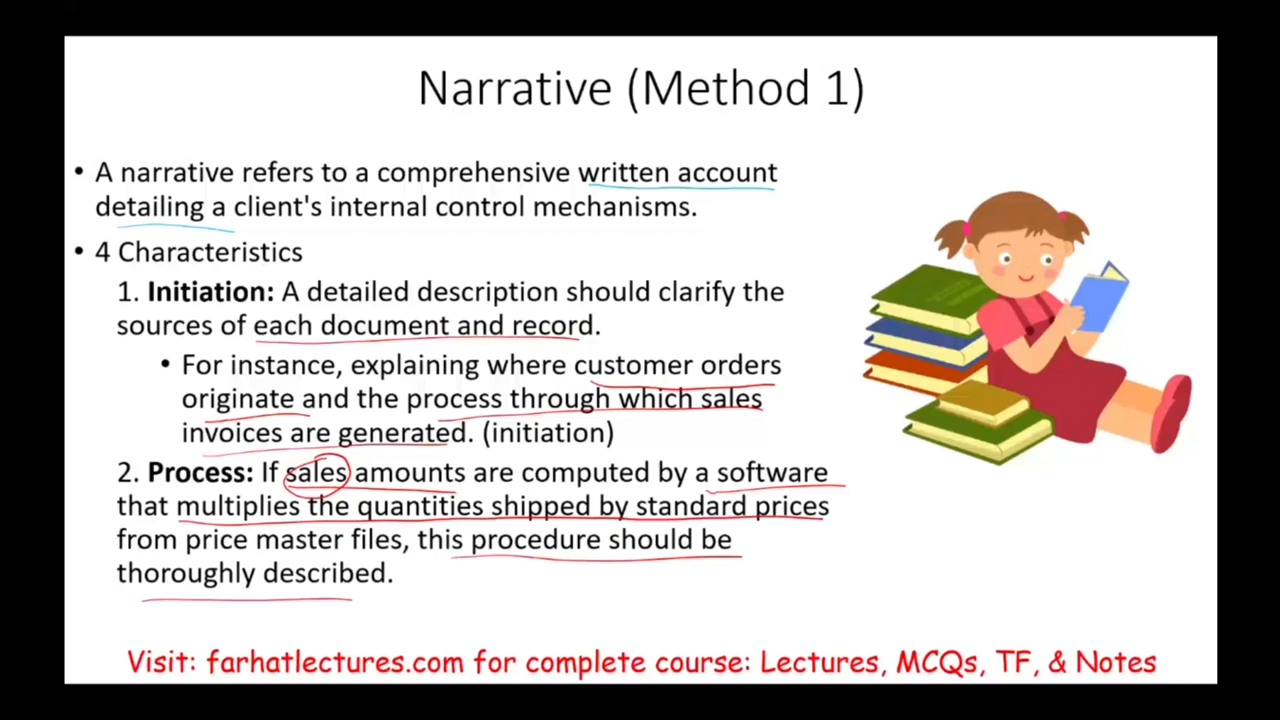 Narrative (Method 1)
• A narrative refers to a comprehensive written account
detailing a client's internal control mechanisms.
• 4 Characteristics
1. Initiation: A detailed description should clarify the
sources of each document and record.
• For instance, explaining where customer orders
originate and the process through which sales
invoices are generated. (initiation)
2. Process: If sales amounts are computed by a software
that multiplies the quantities shipped by standard prices
from price master files, this procedure should be
thoroughly described.
Visit: farhatlectures.com for complete course: Lectures, MCQs, TF, & Notes